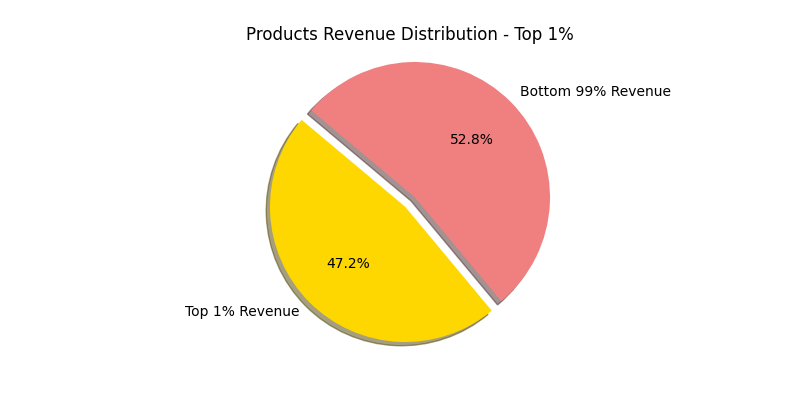 Products Revenue Distribution - Top 1%
Bottom 99% Revenue
52.8%
47.2%
Top 1% Revenue